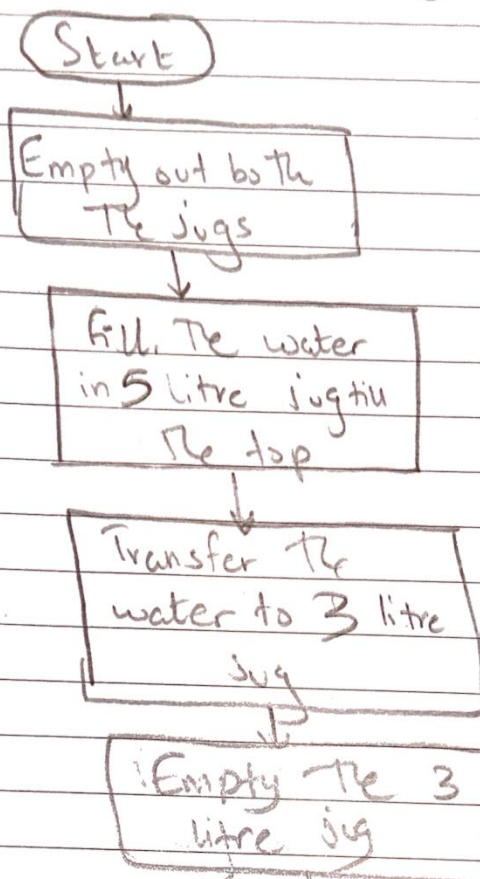 Start
Empty out both
The jugs
Fill The water
in 5 litre jug till
The top
Transfer The
water to 3 litre
jug
Empty The 3
litre jug